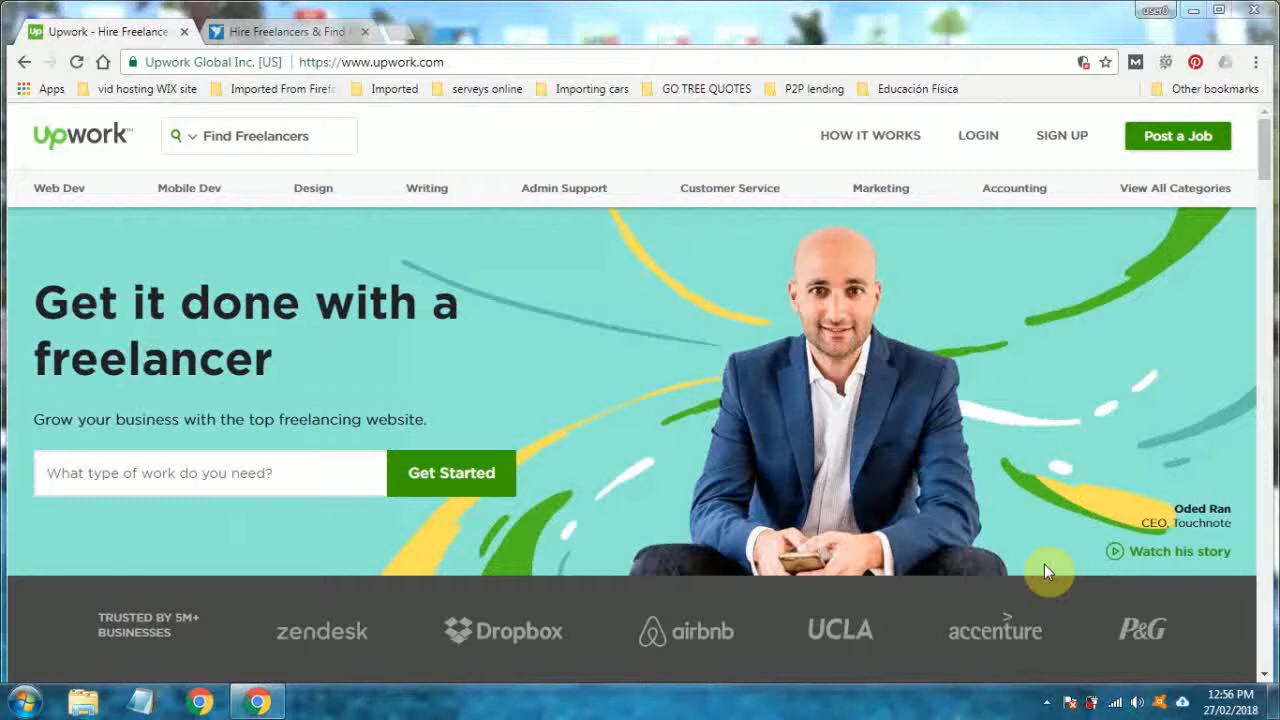 user0
Upwork - Hire Freelance
Hire Freelancers & Find
Upwork Global Inc. [US]
https://www.upwork.com
Apps
vid hosting WIX site
Imported From Firef
Imported
serveys online
Importing cars
GO TREE QUOTES
P2P lending
Educación Física
Other bookmarks
upwork
Find Freelancers
HOW IT WORKS
LOGIN
SIGN UP
Post a Job
Web Dev
Mobile Dev
Design
Writing
Admin Support
Customer Service
Marketing
Accounting
View All Categories
Get it done with a
freelancer
Grow your business with the top freelancing website.
What type of work do you need?
Get Started
Oded Ran
CEO, Touchnote
Watch his story
TRUSTED BY 5M+
BUSINESSES
zendesk
Dropbox
airbnb
UCLA
accenture
P&G
12:56 PM
27/02/2018